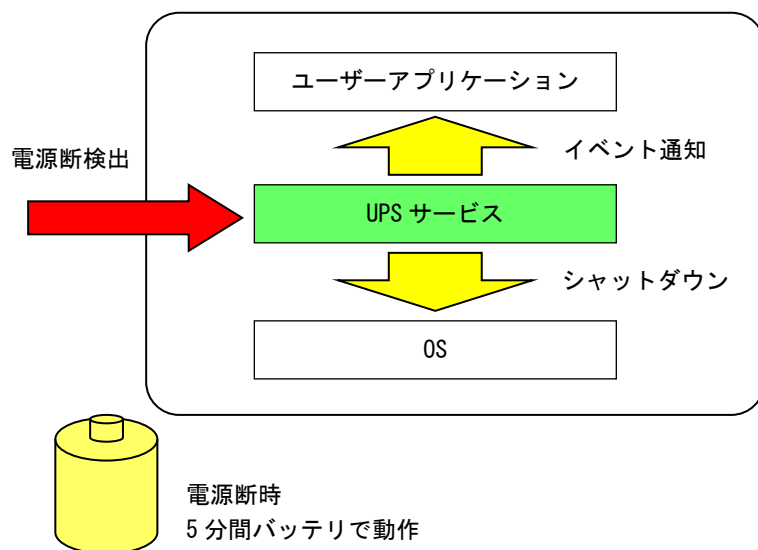 ユーザーアプリケーション
イベント通知
電源断検出
UPS サービス
シャットダウン
OS
電源断時
5 分間バッテリで動作